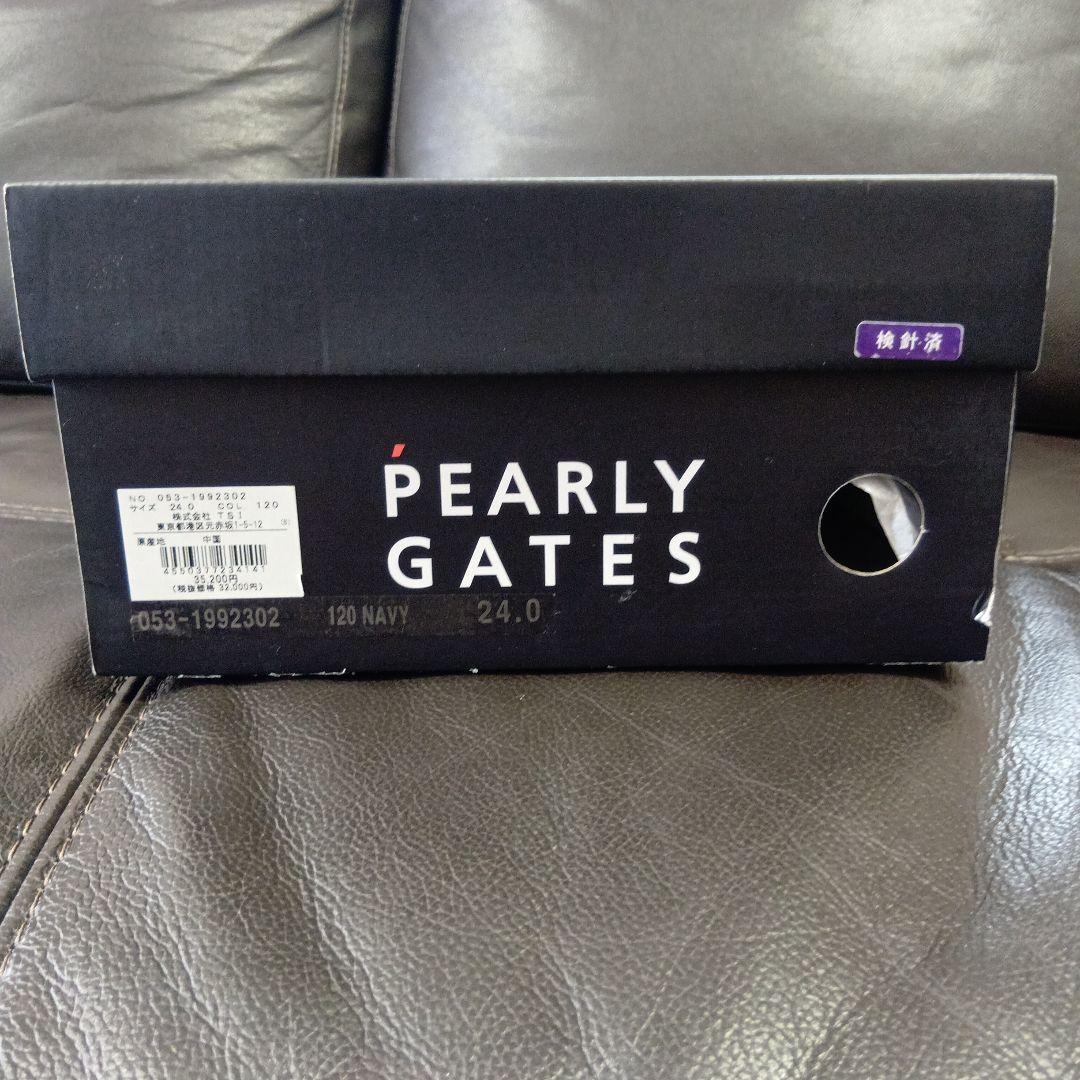 検針済
PEARLY
GATES
NO. 053-1992302
サイズ 24.0 COL 120
株式会社 TSI
東京都港区元赤坂1-5-12
原産地 中国
4550377234141
35,200円
(税抜価格 32,000円)
053-1992302 120 NAVY 24.0